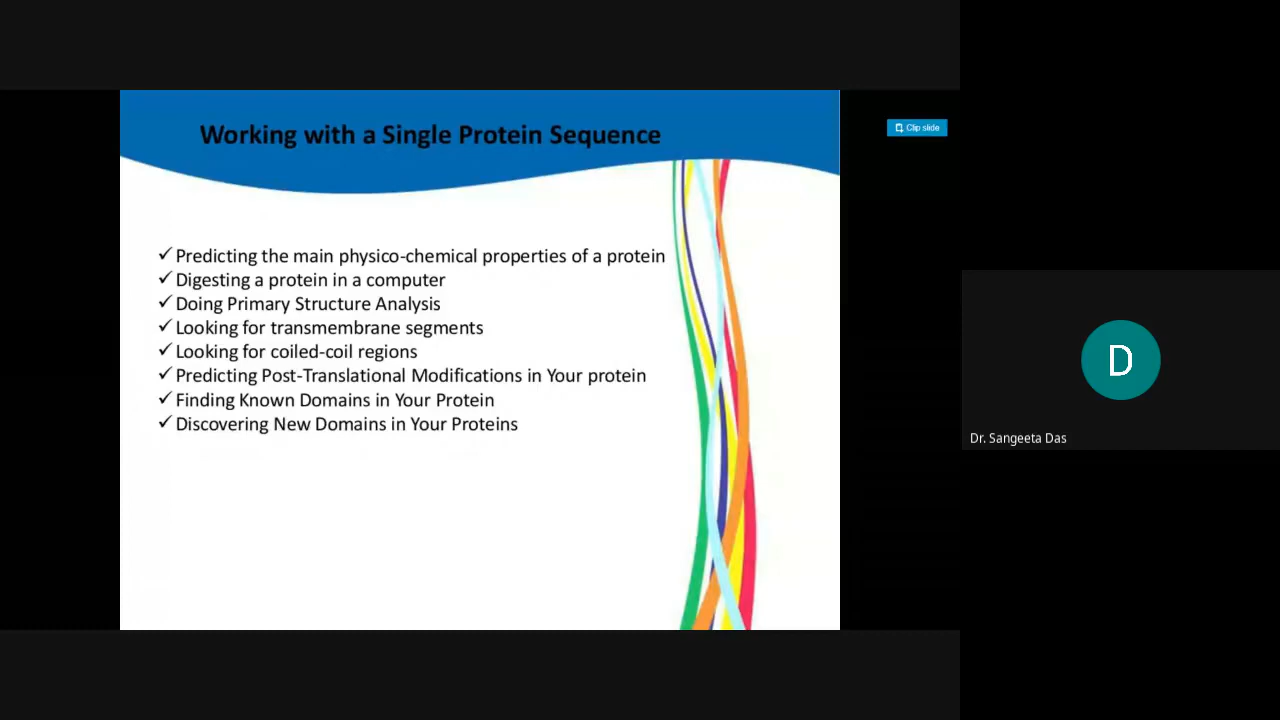 Working with a Single Protein Sequence
Clip slide
✓Predicting the main physico-chemical properties of a protein
✓Digesting a protein in a computer
✓Doing Primary Structure Analysis
✓Looking for transmembrane segments
✓Looking for coiled-coil regions
✓Predicting Post-Translational Modifications in Your protein
✓Finding Known Domains in Your Protein
✓Discovering New Domains in Your Proteins
D
Dr. Sangeeta Das